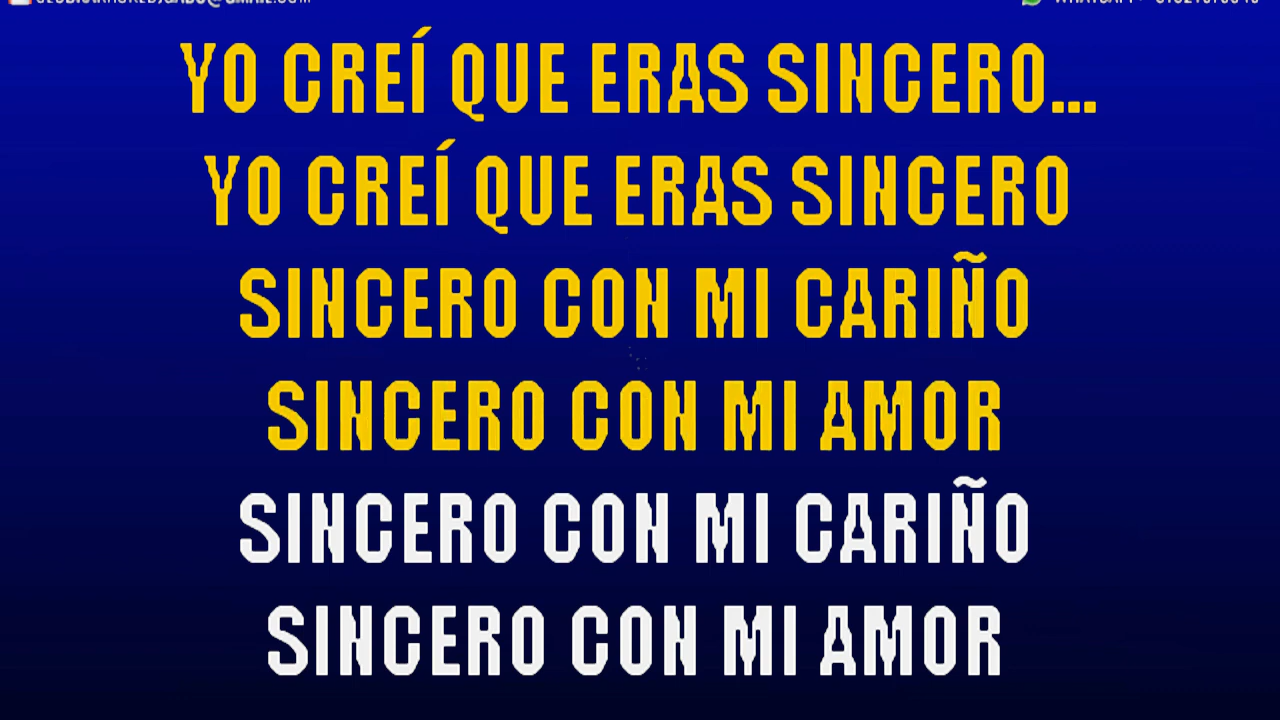 YO CREÍ QUE ERAS SINCERO...
YO CREÍ QUE ERAS SINCERO
SINCERO CON MI CARIÑO
SINCERO CON MI AMOR
SINCERO CON MI CARIÑO
SINCERO CON MI AMOR